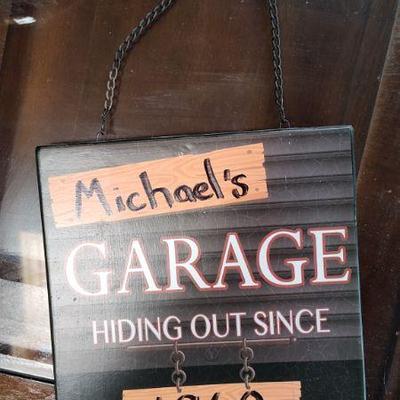 Michael's
GARAGE
HIDING OUT SINCE